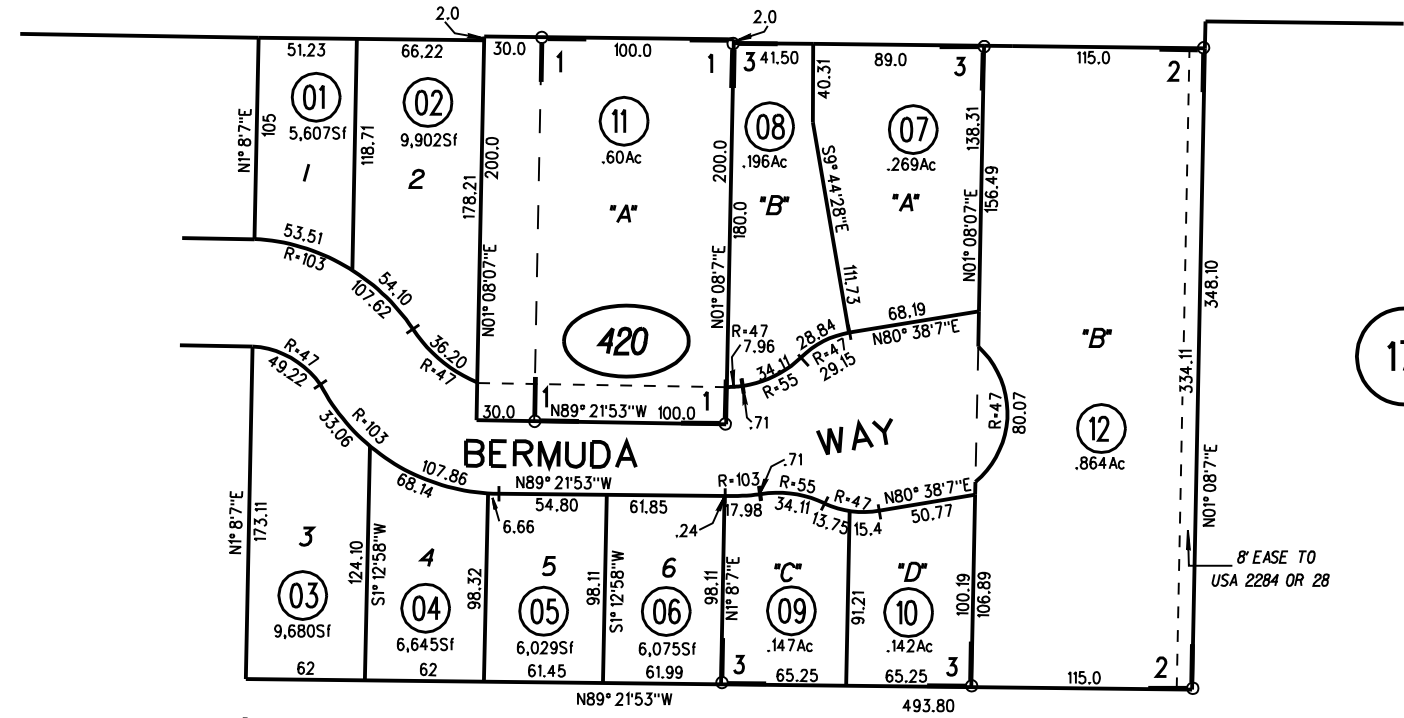 2.0
2.0
51.23
66.22
30.0
1
100.0
1
3
41.50
89.0
3
115.0
2
N1° 8'7"E
105
01
5,607Sf
1
118.71
02
9,902Sf
2
178.21
200.0
N01° 08'07"E
11
.60Ac
"A"
200.0
180.0
N01° 08'7"E
08
.196Ac
"B"
40.31
S9° 44'28"E
111.73
07
.269Ac
"A"
138.31
156.49
N01° 08'07"E
53.51
R=103
54.10
107.62
36.20
R=47
420
R=47
7.96
34.11
R=55
28.84
R=47
29.15
68.19
N80° 38'7"E
"B"
348.10
334.11
17
R=47
49.22
33.06
R=103
107.86
68.14
30.0
1
N89° 21'53"W
100.0
1
.71
BERMUDA WAY
R=47
80.07
12
.864Ac
N01° 08'7"E
N89° 21'53"W
54.80
61.85
6.66
.24
R=103
17.98
.71
R=55
34.11
R=47
13.75
15.4
N80° 38'7"E
50.77
N1° 8'7"E
173.11
3
03
9,680Sf
62
124.10
S1° 12'58"W
4
04
6,645Sf
62
98.32
5
05
6,029Sf
61.45
98.11
S1° 12'58"W
6
06
6,075Sf
61.99
98.11
N1° 8'7"E
3
"C"
09
.147Ac
65.25
91.21
"D"
10
.142Ac
65.25
100.19
106.89
3
115.0
2
8' EASE TO
USA 2284 OR 28
N89° 21'53"W
493.80